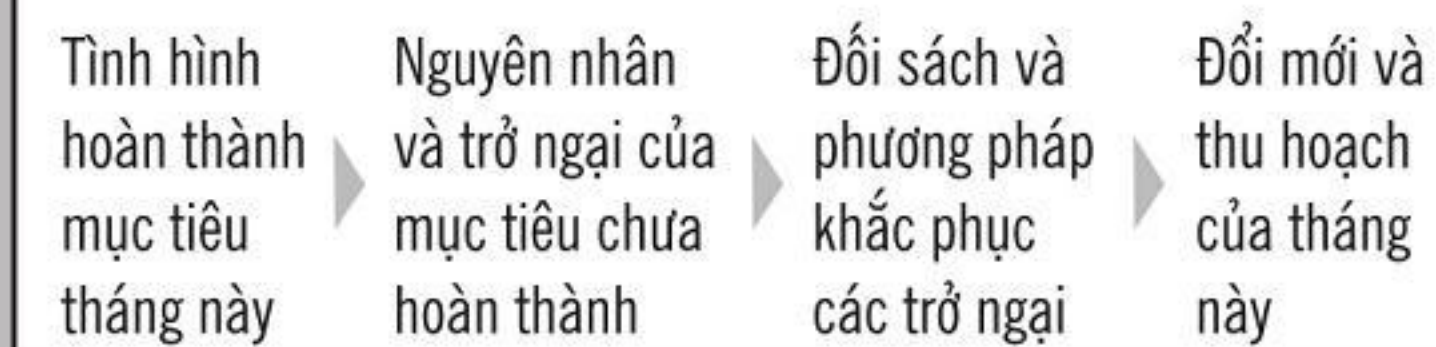 Tình hình
hoàn thành
mục tiêu
tháng này
Nguyên nhân
và trở ngại của
mục tiêu chưa
hoàn thành
Đối sách và
phương pháp
khắc phục
các trở ngại
Đổi mới và
thu hoạch
của tháng
này